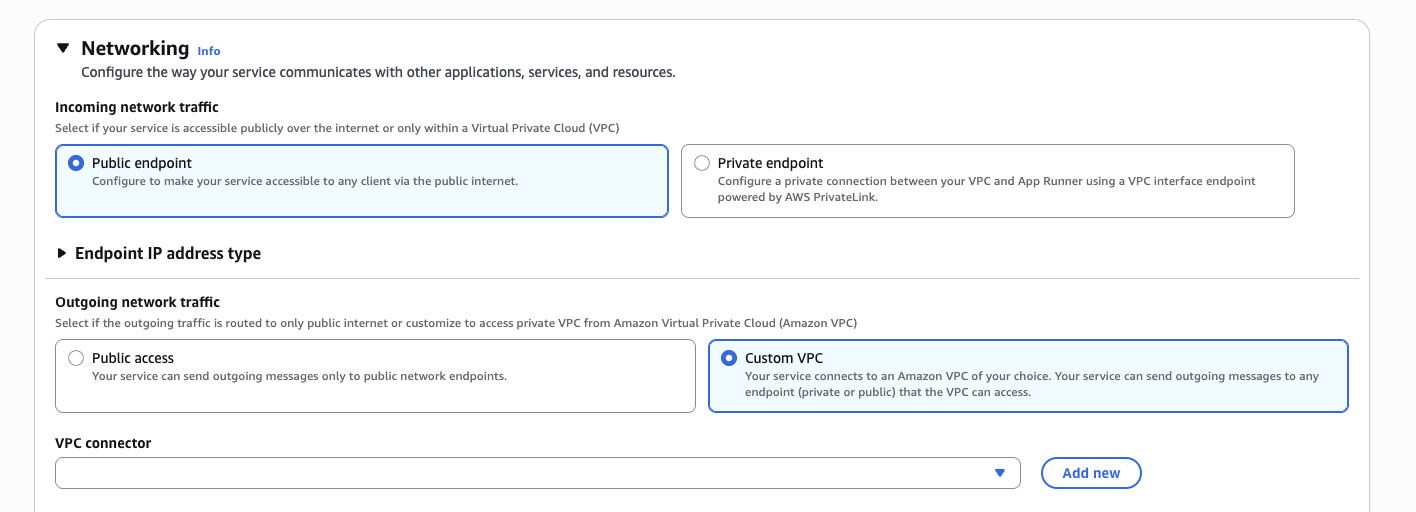 Networking Info
Configure the way your service communicates with other applications, services, and resources.
Incoming network traffic
Select if your service is accessible publicly over the internet or only within a Virtual Private Cloud (VPC)
Public endpoint
Configure to make your service accessible to any client via the public internet.
Private endpoint
Configure a private connection between your VPC and App Runner using a VPC interface endpoint
powered by AWS PrivateLink.
Endpoint IP address type
Outgoing network traffic
Select if the outgoing traffic is routed to only public internet or customize to access private VPC from Amazon Virtual Private Cloud (Amazon VPC)
Public access
Your service can send outgoing messages only to public network endpoints.
Custom VPC
Your service connects to an Amazon VPC of your choice. Your service can send outgoing messages to any
endpoint (private or public) that the VPC can access.
VPC connector
Add new